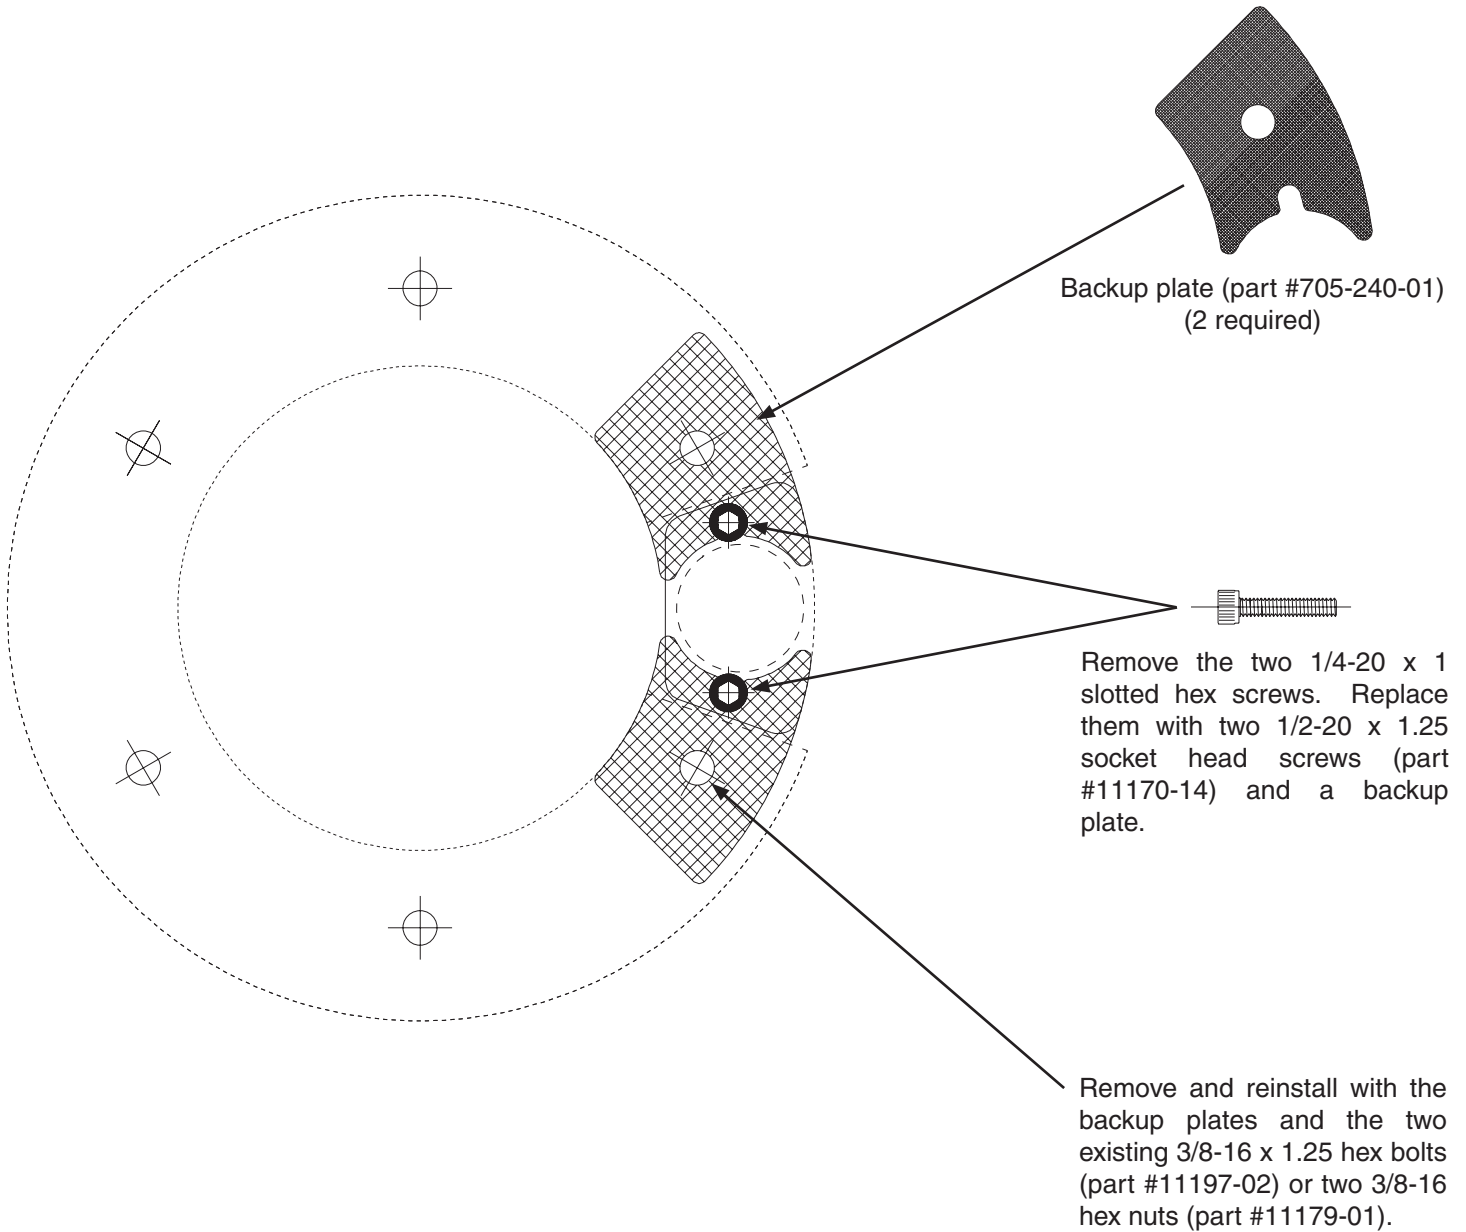 Backup plate (part #705-240-01)
(2 required)
Remove the two 1/4-20 x 1
slotted hex screws. Replace
them with two 1/2-20 x 1.25
socket head screws (part
#11170-14) and a backup
plate.
Remove and reinstall with the
backup plates and the two
existing 3/8-16 x 1.25 hex bolts
(part #11197-02) or two 3/8-16
hex nuts (part #11179-01).